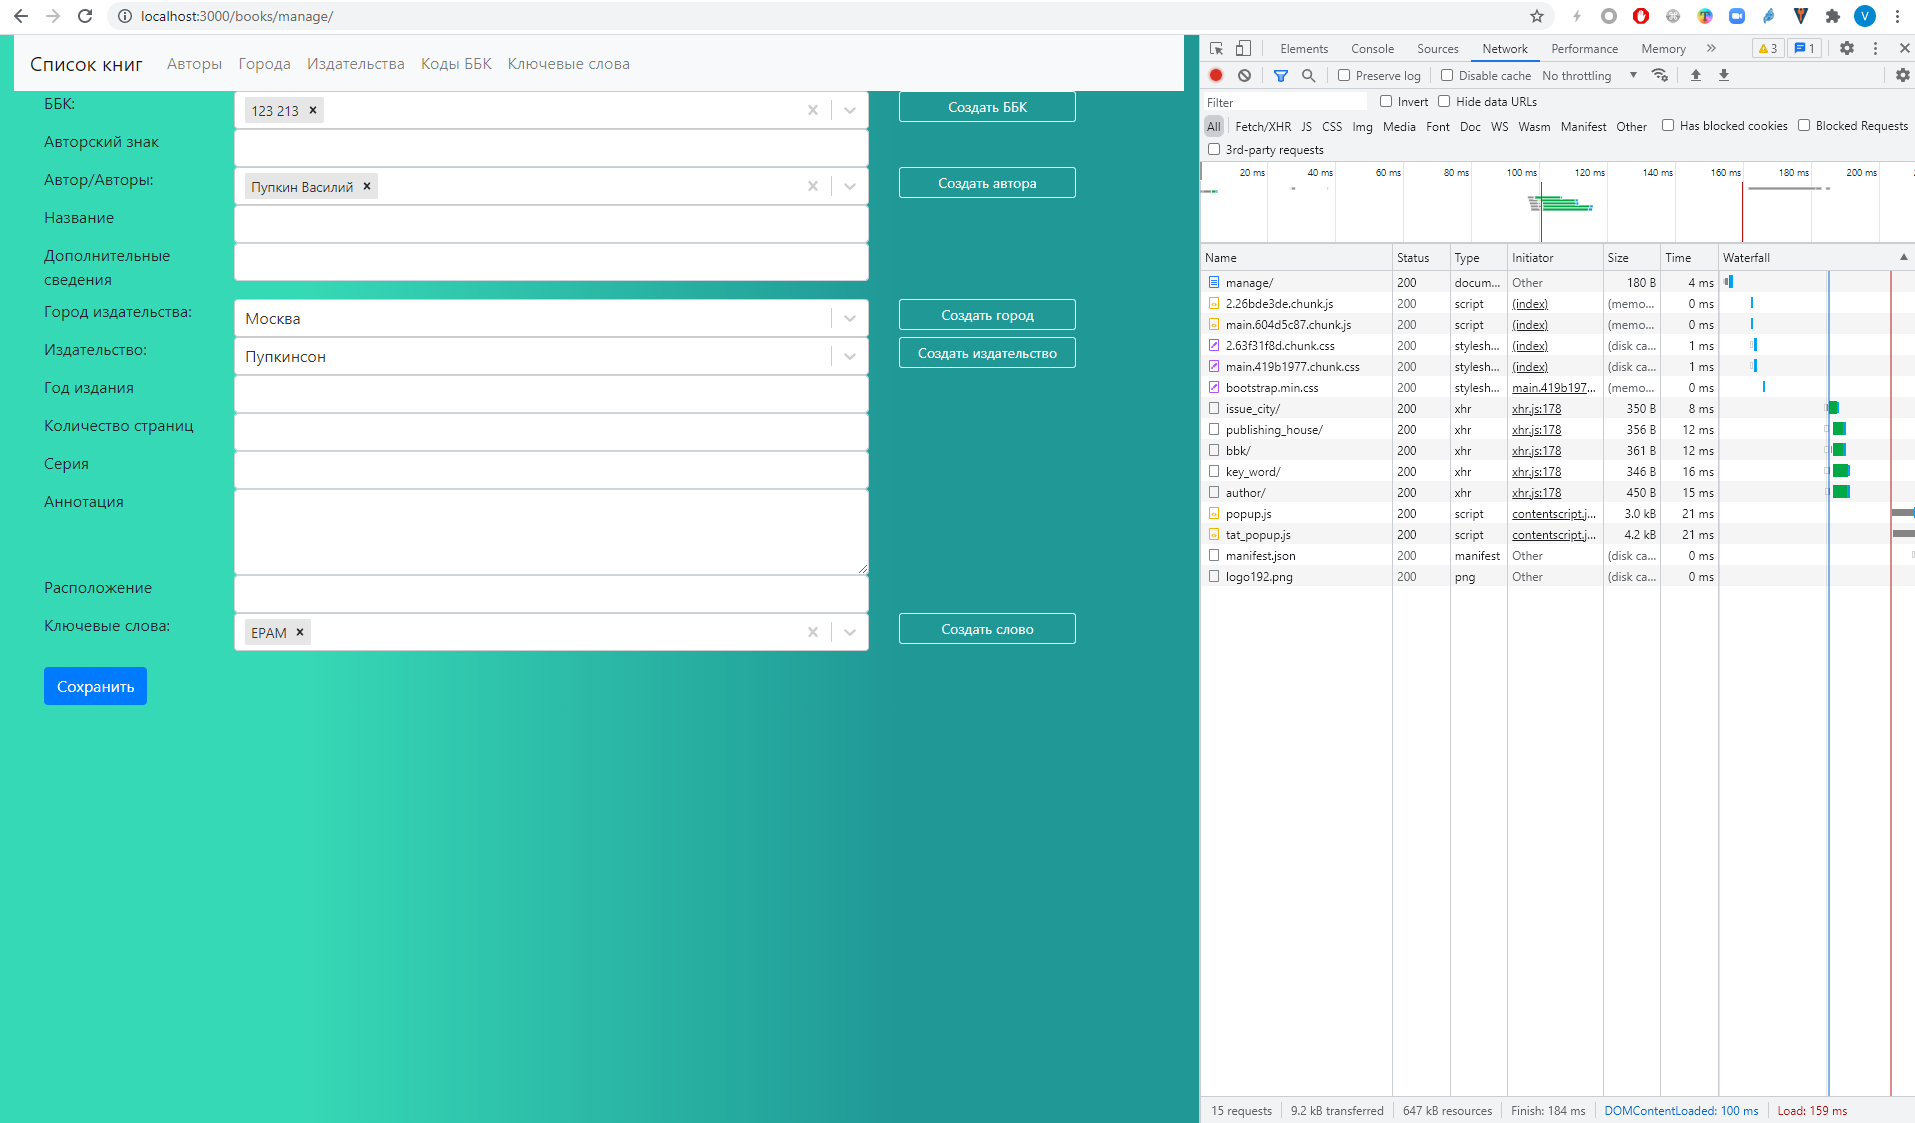 localhost:3000/books/manage/
V
Список книг Авторы Города Издательства Коды ББК Ключевые слова
ББК: 123 213 Создать ББК
Авторский знак
Автор/Авторы: Пупкин Василий Создать автора
Название
Дополнительные
сведения
Город издательства: Москва Создать город
Издательство: Пупкинсон Создать издательство
Год издания
Количество страниц
Серия
Аннотация
Расположение
Ключевые слова: EPAM Создать слово
Сохранить
Elements Console Sources Network Performance Memory 3 1
Preserve log Disable cache No throttling
Filter Invert Hide data URLs
All Fetch/XHR JS CSS Img Media Font Doc WS Wasm Manifest Other Has blocked cookies Blocked Requests
3rd-party requests
20 ms 40 ms 60 ms 80 ms 100 ms 120 ms 140 ms 160 ms 180 ms 200 ms
Name Status Type Initiator Size Time Waterfall
manage/ 200 docum... Other 180 B 4 ms
2.26bde3de.chunk.js 200 script (index) (memo... 0 ms
main.604d5c87.chunk.js 200 script (index) (memo... 0 ms
2.63f31f8d.chunk.css 200 stylesh... (index) (disk ca... 1 ms
main.419b1977.chunk.css 200 stylesh... (index) (disk ca... 1 ms
bootstrap.min.css 200 stylesh... main.419b197... (memo... 0 ms
issue_city/ 200 xhr xhr.js:178 350 B 8 ms
publishing_house/ 200 xhr xhr.js:178 356 B 12 ms
bbk/ 200 xhr xhr.js:178 361 B 12 ms
key_word/ 200 xhr xhr.js:178 346 B 16 ms
author/ 200 xhr xhr.js:178 450 B 15 ms
popup.js 200 script contentscript.j... 3.0 kB 21 ms
tat_popup.js 200 script contentscript.j... 4.2 kB 21 ms
manifest.json 200 manifest Other (disk ca... 0 ms
logo192.png 200 png Other (disk ca... 0 ms
15 requests 9.2 kB transferred 647 kB resources Finish: 184 ms DOMContentLoaded: 100 ms Load: 159 ms